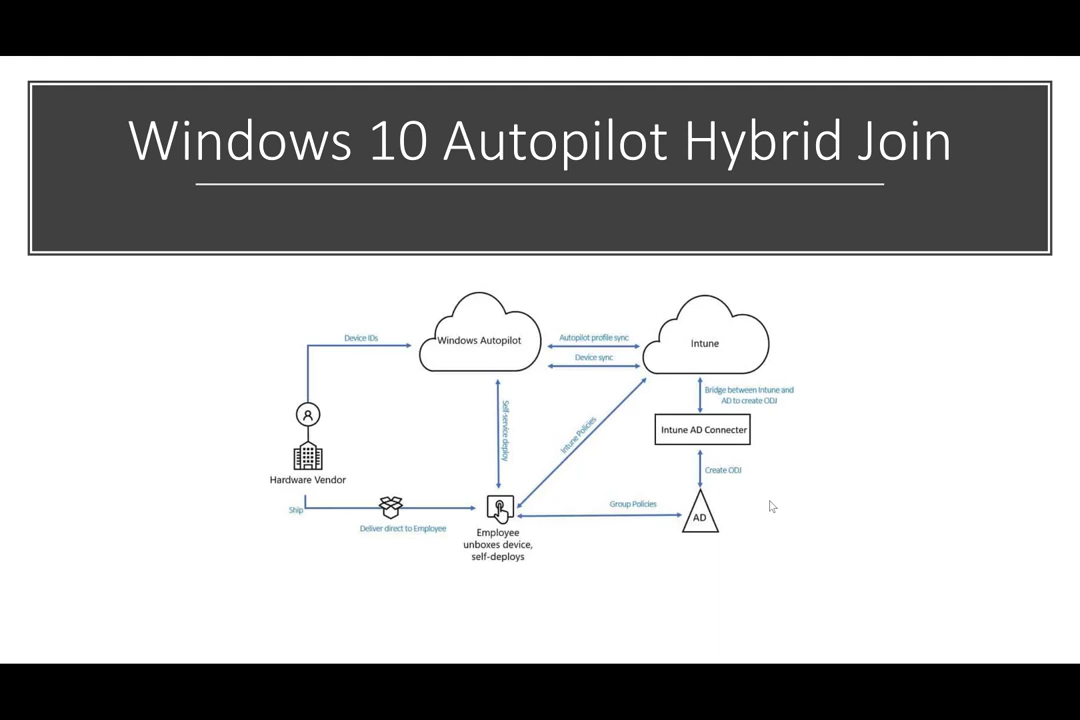 Windows 10 Autopilot Hybrid Join
Device IDs
Windows Autopilot
Autopilot profile sync
Device sync
Intune
Bridge between Intune and
AD to create ODJ
Self-service deploy
Intune Policies
Intune AD Connecter
Hardware Vendor
Create ODJ
Ship
Deliver direct to Employee
Group Policies
AD
Employee
unboxes device,
self-deploys